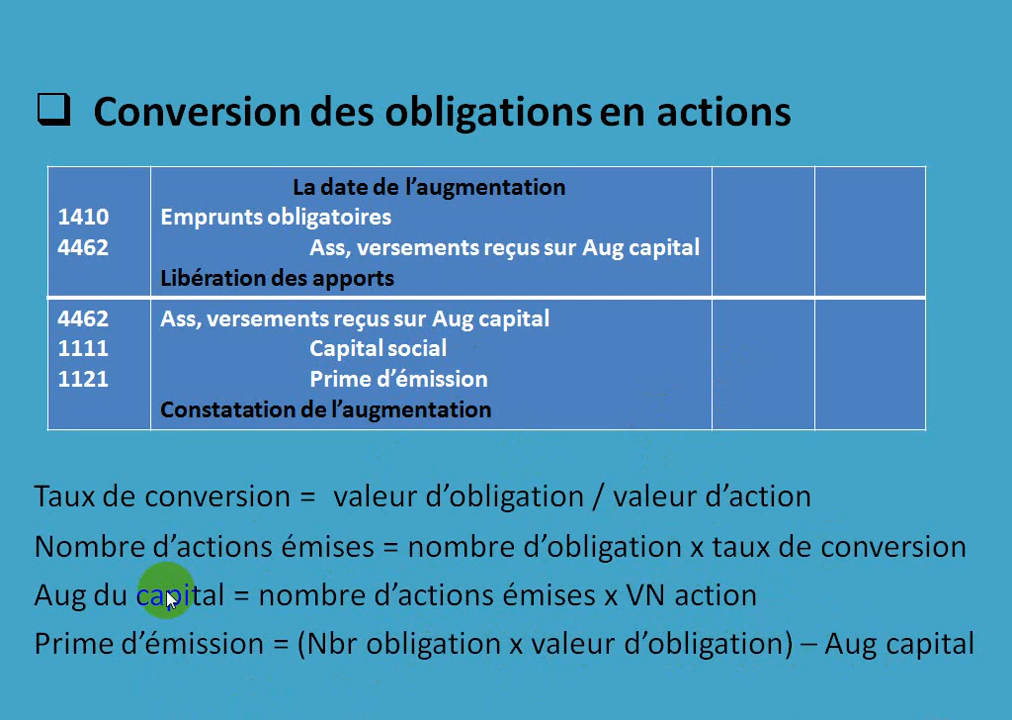 Conversion des obligations en actions
La date de l'augmentation
1410 Emprunts obligatoires
4462 Ass, versements reçus sur Aug capital
Libération des apports
4462 Ass, versements reçus sur Aug capital
1111 Capital social
1121 Prime d'émission
Constatation de l'augmentation
Taux de conversion = valeur d'obligation / valeur d'action
Nombre d'actions émises = nombre d'obligation x taux de conversion
Aug du capital = nombre d'actions émises x VN action
Prime d'émission = (Nbr obligation x valeur d'obligation) – Aug capital